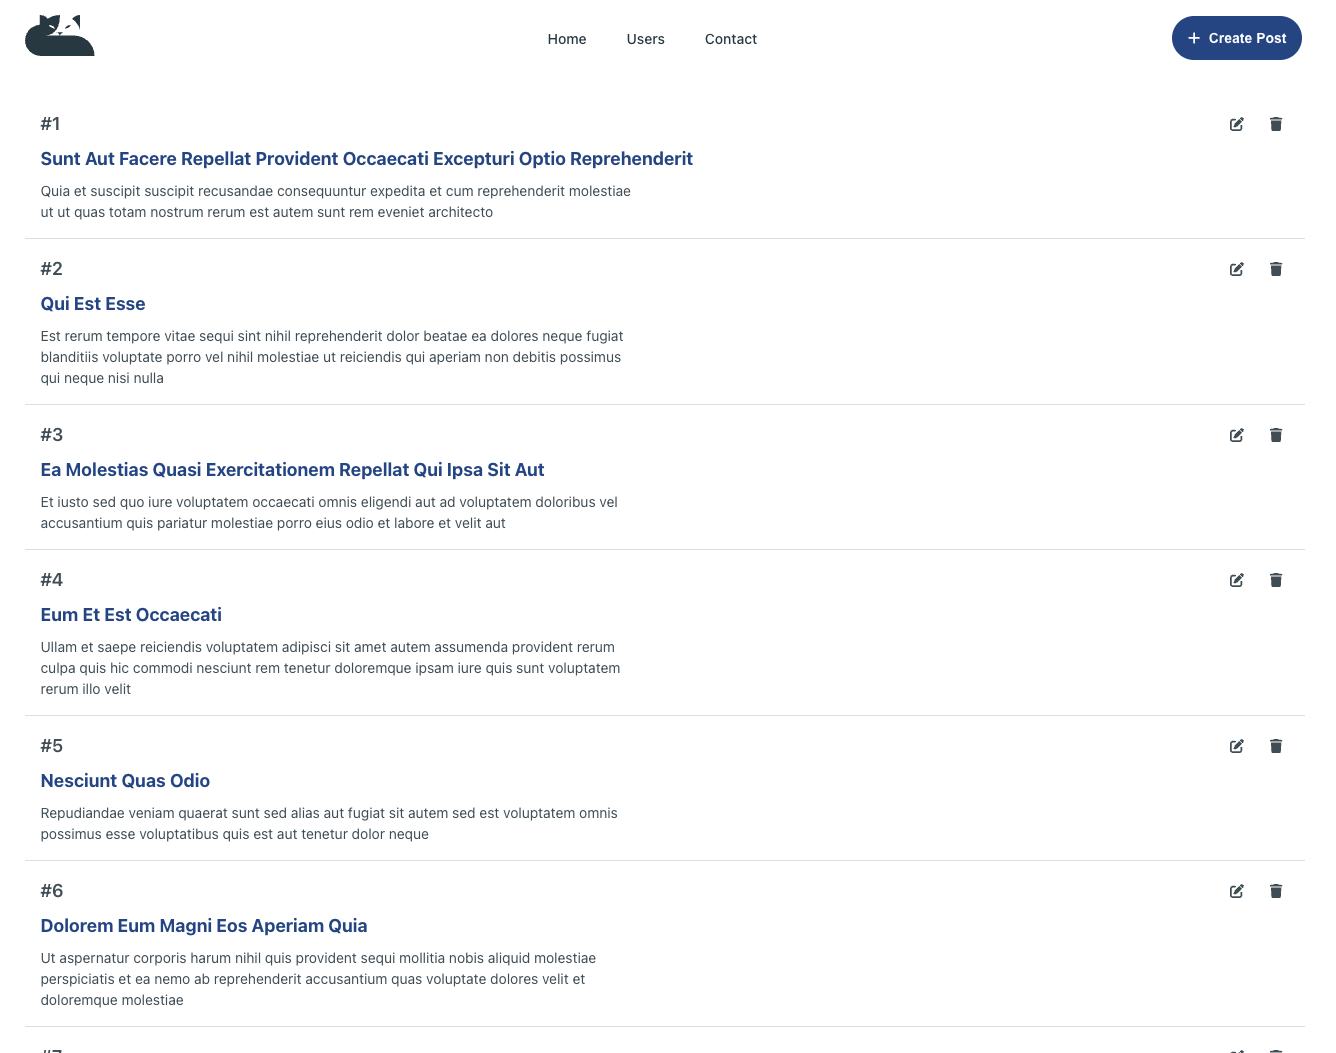 Home Users Contact + Create Post
#1
Sunt Aut Facere Repellat Provident Occaecati Excepturi Optio Reprehenderit
Quia et suscipit suscipit recusandae consequuntur expedita et cum reprehenderit molestiae
ut ut quas totam nostrum rerum est autem sunt rem eveniet architecto
#2
Qui Est Esse
Est rerum tempore vitae sequi sint nihil reprehenderit dolor beatae ea dolores neque fugiat
blanditiis voluptate porro vel nihil molestiae ut reiciendis qui aperiam non debitis possimus
qui neque nisi nulla
#3
Ea Molestias Quasi Exercitationem Repellat Qui Ipsa Sit Aut
Et iusto sed quo iure voluptatem occaecati omnis eligendi aut ad voluptatem doloribus vel
accusantium quis pariatur molestiae porro eius odio et labore et velit aut
#4
Eum Et Est Occaecati
Ullam et saepe reiciendis voluptatem adipisci sit amet autem assumenda provident rerum
culpa quis hic commodi nesciunt rem tenetur doloremque ipsam iure quis sunt voluptatem
rerum illo velit
#5
Nesciunt Quas Odio
Repudiandae veniam quaerat sunt sed alias aut fugiat sit autem sed est voluptatem omnis
possimus esse voluptatibus quis est aut tenetur dolor neque
#6
Dolorem Eum Magni Eos Aperiam Quia
Ut aspernatur corporis harum nihil quis provident sequi mollitia nobis aliquid molestiae
perspiciatis et ea nemo ab reprehenderit accusantium quas voluptate dolores velit et
doloremque molestiae
#7